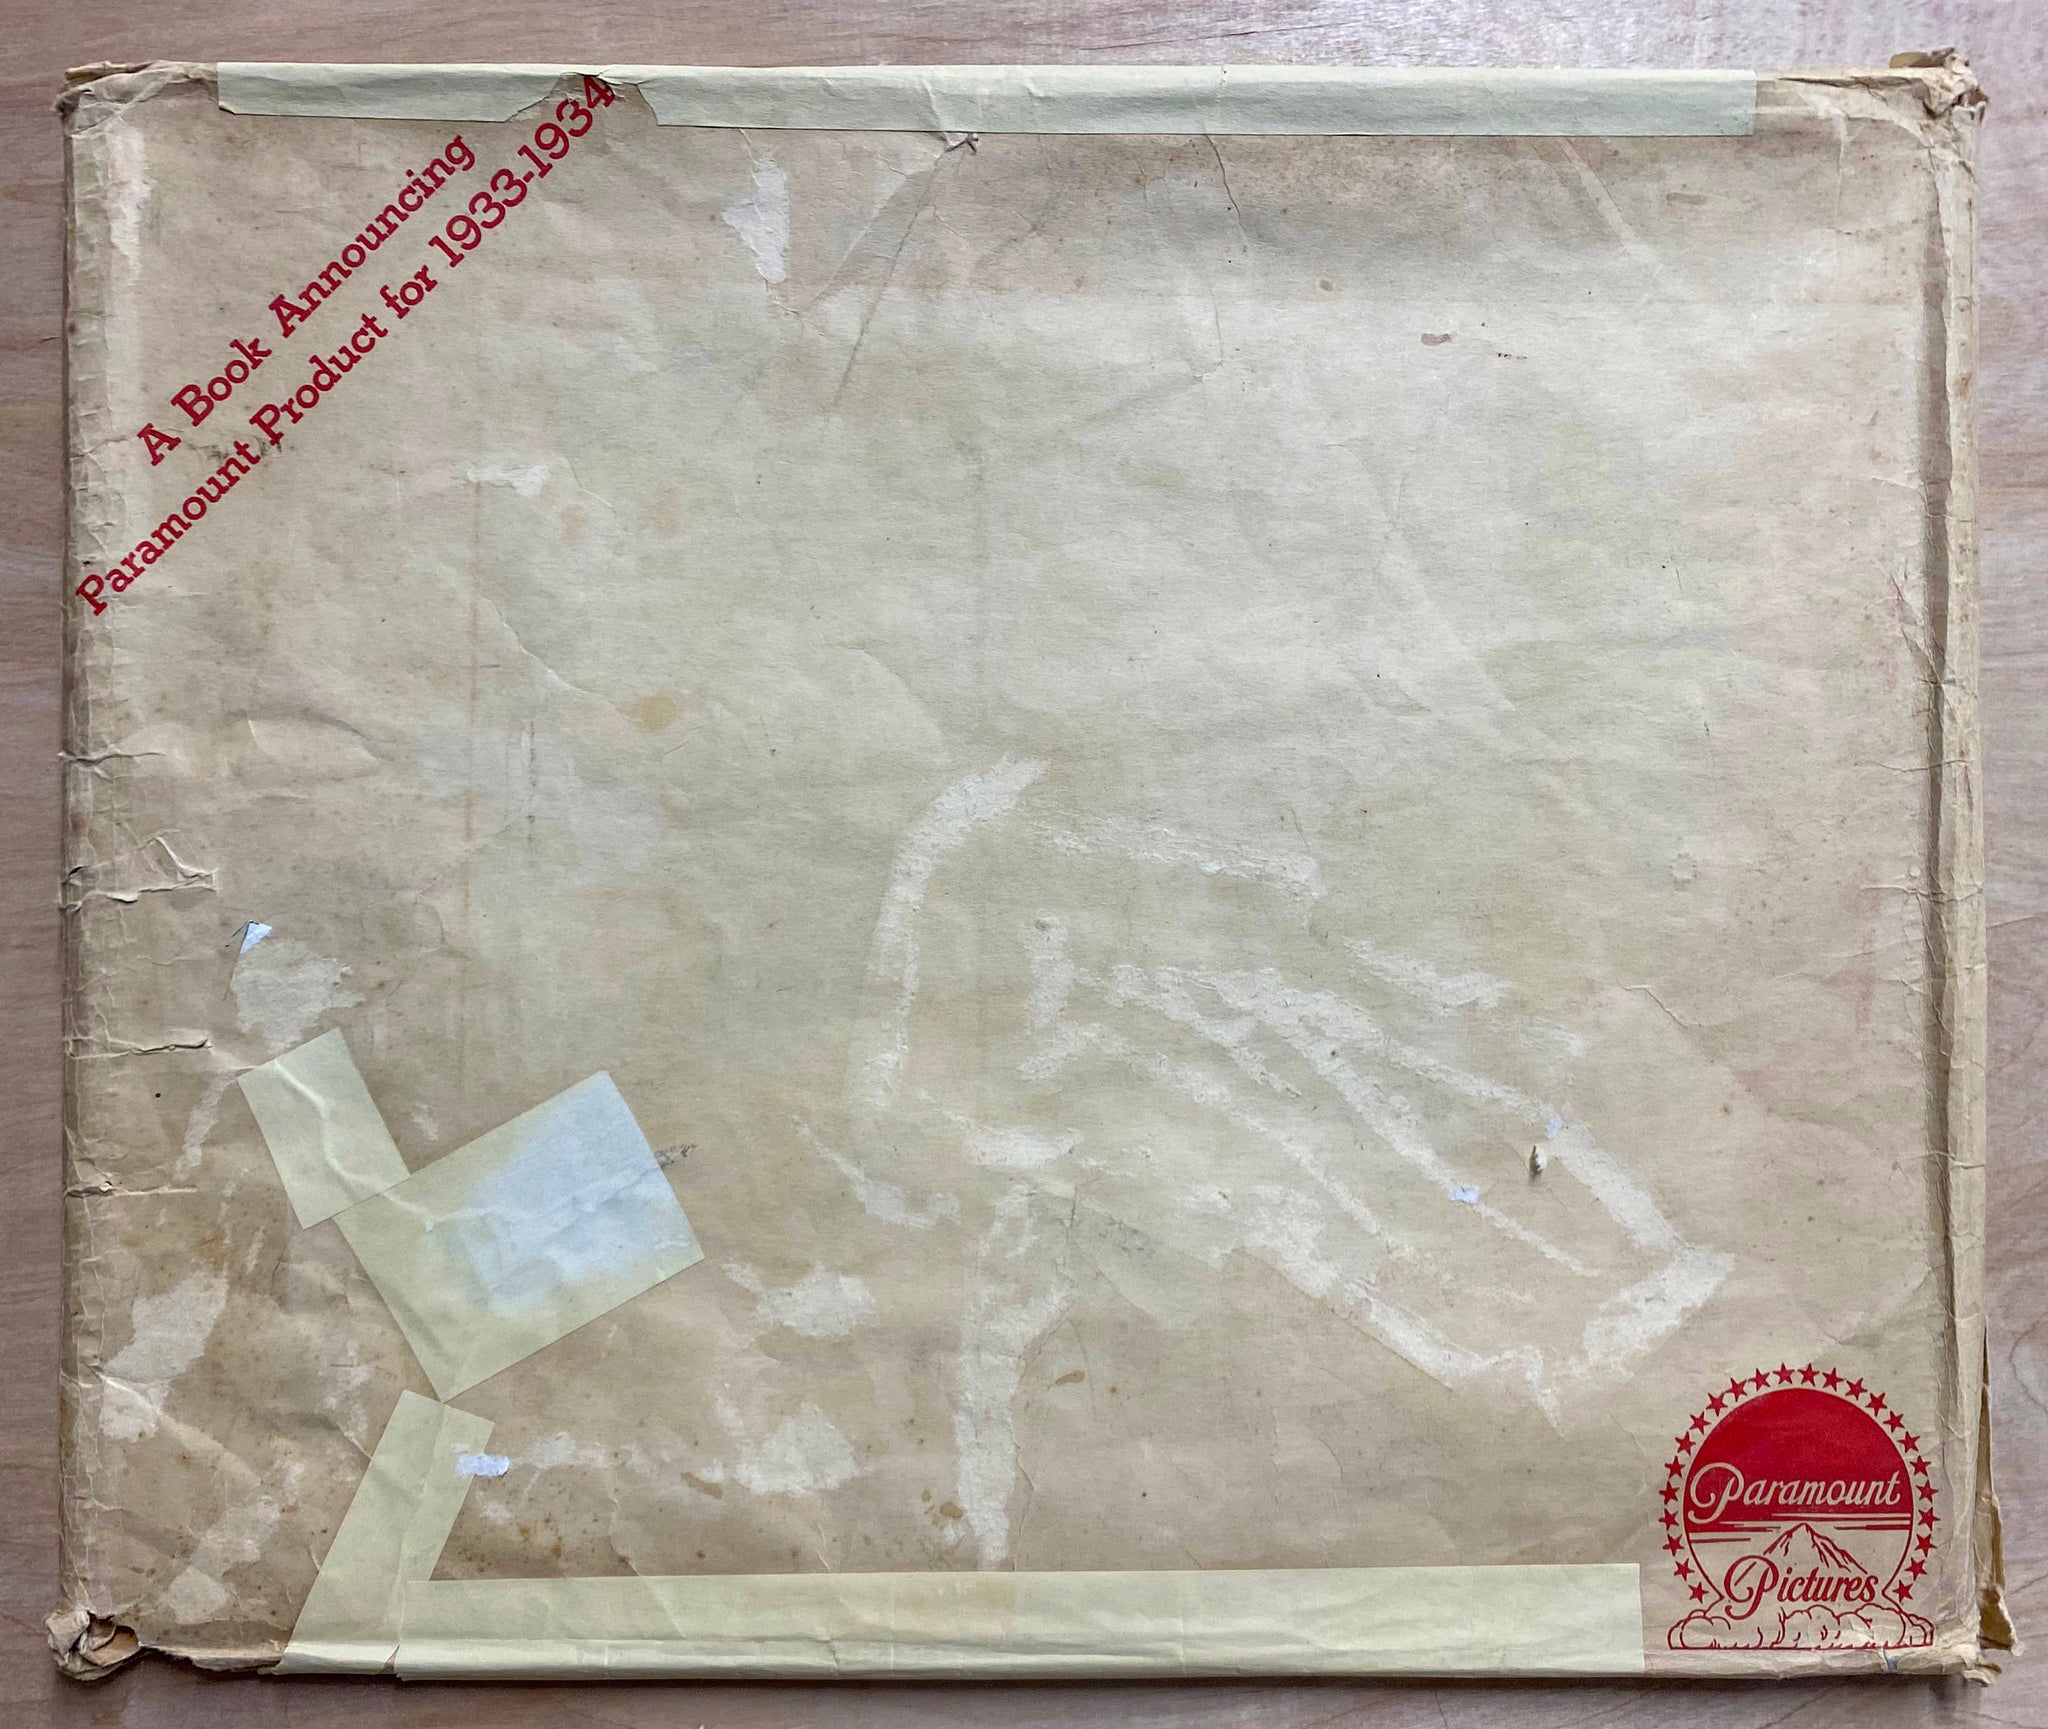 A Book Announcing
Paramount Product for 1933-1934
Paramount
Pictures